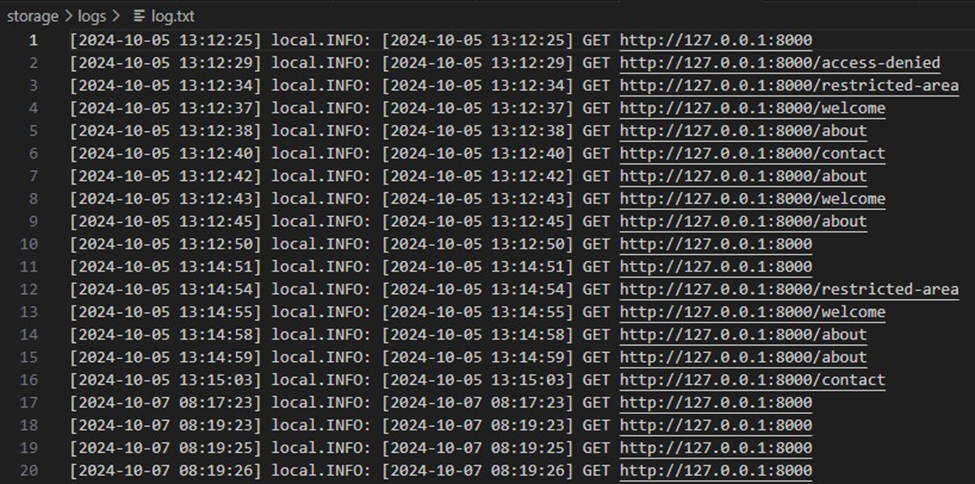 storage > logs > log.txt
1 [2024-10-05 13:12:25] local.INFO: [2024-10-05 13:12:25] GET http://127.0.0.1:8000
2 [2024-10-05 13:12:29] local.INFO: [2024-10-05 13:12:29] GET http://127.0.0.1:8000/access-denied
3 [2024-10-05 13:12:34] local.INFO: [2024-10-05 13:12:34] GET http://127.0.0.1:8000/restricted-area
4 [2024-10-05 13:12:37] local.INFO: [2024-10-05 13:12:37] GET http://127.0.0.1:8000/welcome
5 [2024-10-05 13:12:38] local.INFO: [2024-10-05 13:12:38] GET http://127.0.0.1:8000/about
6 [2024-10-05 13:12:40] local.INFO: [2024-10-05 13:12:40] GET http://127.0.0.1:8000/contact
7 [2024-10-05 13:12:42] local.INFO: [2024-10-05 13:12:42] GET http://127.0.0.1:8000/about
8 [2024-10-05 13:12:43] local.INFO: [2024-10-05 13:12:43] GET http://127.0.0.1:8000/welcome
9 [2024-10-05 13:12:45] local.INFO: [2024-10-05 13:12:45] GET http://127.0.0.1:8000/about
10 [2024-10-05 13:12:50] local.INFO: [2024-10-05 13:12:50] GET http://127.0.0.1:8000
11 [2024-10-05 13:14:51] local.INFO: [2024-10-05 13:14:51] GET http://127.0.0.1:8000
12 [2024-10-05 13:14:54] local.INFO: [2024-10-05 13:14:54] GET http://127.0.0.1:8000/restricted-area
13 [2024-10-05 13:14:55] local.INFO: [2024-10-05 13:14:55] GET http://127.0.0.1:8000/welcome
14 [2024-10-05 13:14:58] local.INFO: [2024-10-05 13:14:58] GET http://127.0.0.1:8000/about
15 [2024-10-05 13:14:59] local.INFO: [2024-10-05 13:14:59] GET http://127.0.0.1:8000/about
16 [2024-10-05 13:15:03] local.INFO: [2024-10-05 13:15:03] GET http://127.0.0.1:8000/contact
17 [2024-10-07 08:17:23] local.INFO: [2024-10-07 08:17:23] GET http://127.0.0.1:8000
18 [2024-10-07 08:19:23] local.INFO: [2024-10-07 08:19:23] GET http://127.0.0.1:8000
19 [2024-10-07 08:19:25] local.INFO: [2024-10-07 08:19:25] GET http://127.0.0.1:8000
20 [2024-10-07 08:19:26] local.INFO: [2024-10-07 08:19:26] GET http://127.0.0.1:8000